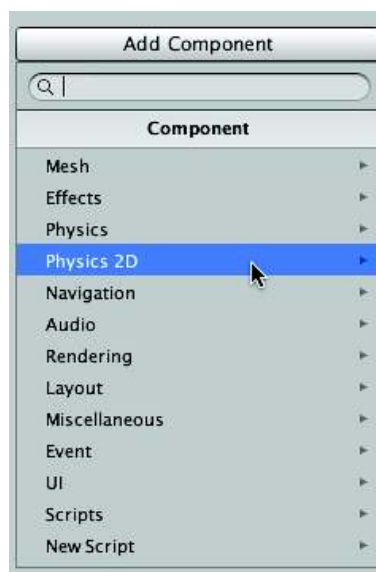 Add Component
Component
Mesh
Effects
Physics
Physics 2D
Navigation
Audio
Rendering
Layout
Miscellaneous
Event
UI
Scripts
New Script